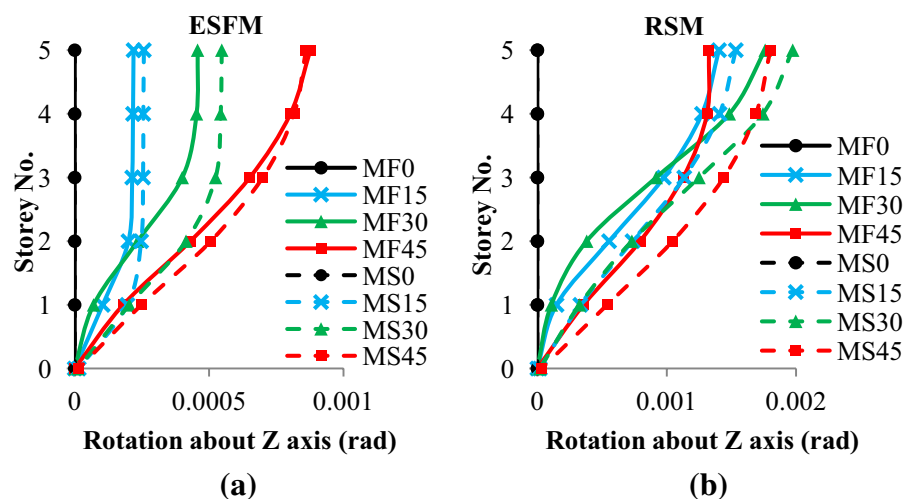 ESFM
Storey No.
5
4
3
2
1
0
0
0.0005
0.001
Rotation about Z axis (rad)
MF0
MF15
MF30
MF45
MS0
MS15
MS30
MS45
(a)
RSM
Storey No.
5
4
3
2
1
0
0
0.001
0.002
Rotation about Z axis (rad)
MF0
MF15
MF30
MF45
MS0
MS15
MS30
MS45
(b)